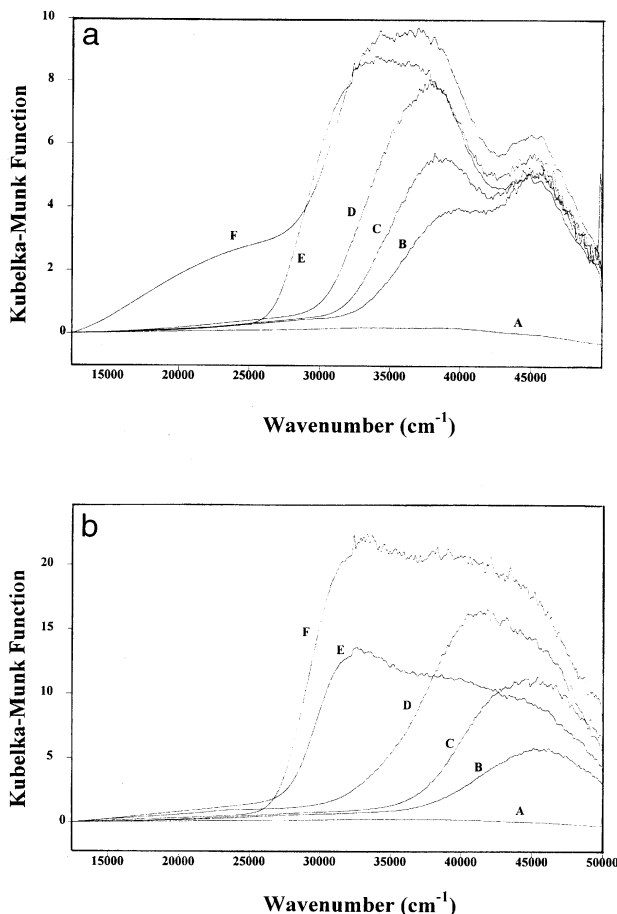 a
10
8
6
4
2
0
Kubelka-Munk Function
F
E
D
C
B
A
15000 20000 25000 30000 35000 40000 45000
Wavenumber (cm-1)
b
20
15
10
5
0
Kubelka-Munk Function
F
E
D
C
B
A
15000 20000 25000 30000 35000 40000 45000 50000
Wavenumber (cm-1)